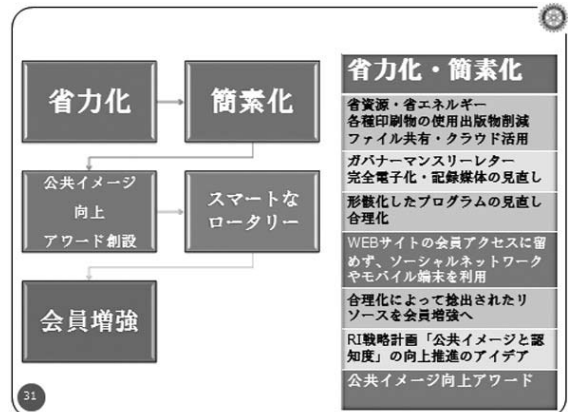 省力化
簡素化
公共イメージ
向上
アワード創設
スマートな
ロータリー
会員増強
31
省力化・簡素化
省資源・省エネルギー
各種印刷物の使用出版物削減
ファイル共有・クラウド活用
ガバナーマンスリーレター
完全電子化・記録媒体の見直し
形骸化したプログラムの見直し
合理化
WEBサイトの会員アクセスに留
めず、ソーシャルネットワーク
やモバイル端末を利用
合理化によって捻出されたリ
ソースを会員増強へ
RI戦略計画「公共イメージと認
知度」の向上推進のアイデア
公共イメージ向上アワード